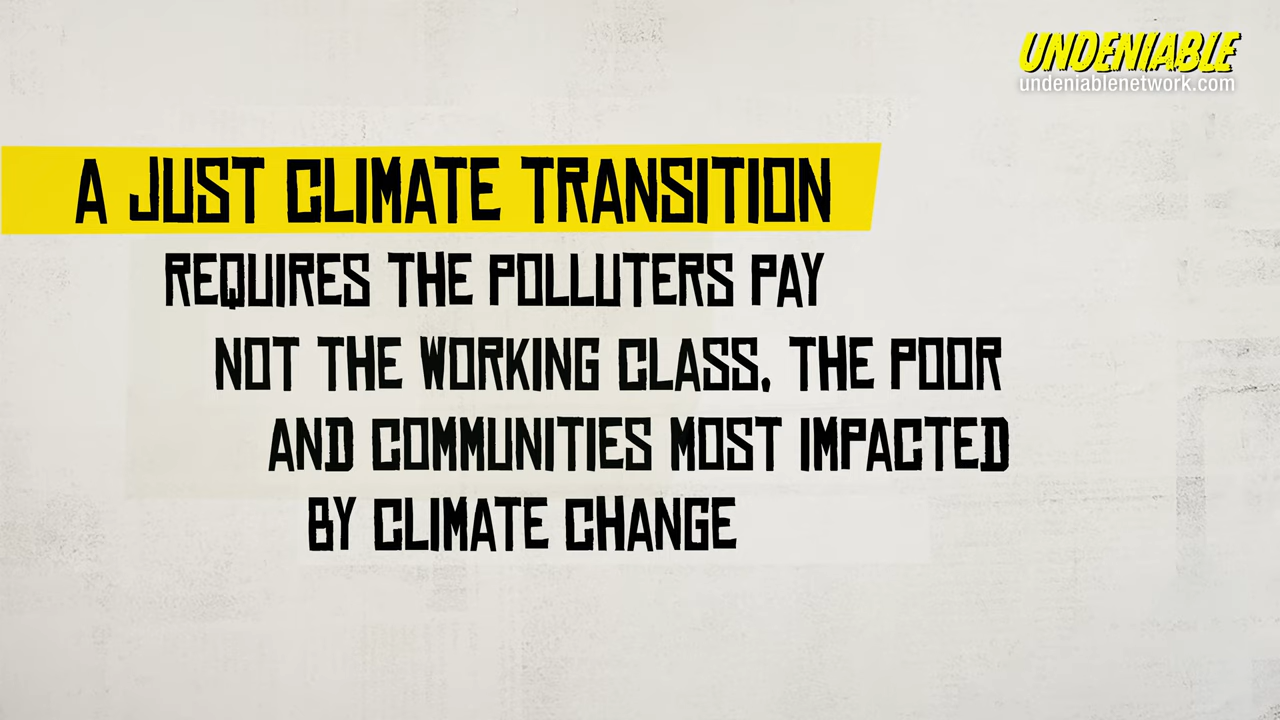 UNDENIABLE
undeniablenetwork.com
A JUST CLIMATE TRANSITION
REQUIRES THE POLLUTERS PAY
NOT THE WORKING CLASS, THE POOR
AND COMMUNITIES MOST IMPACTED
BY CLIMATE CHANGE